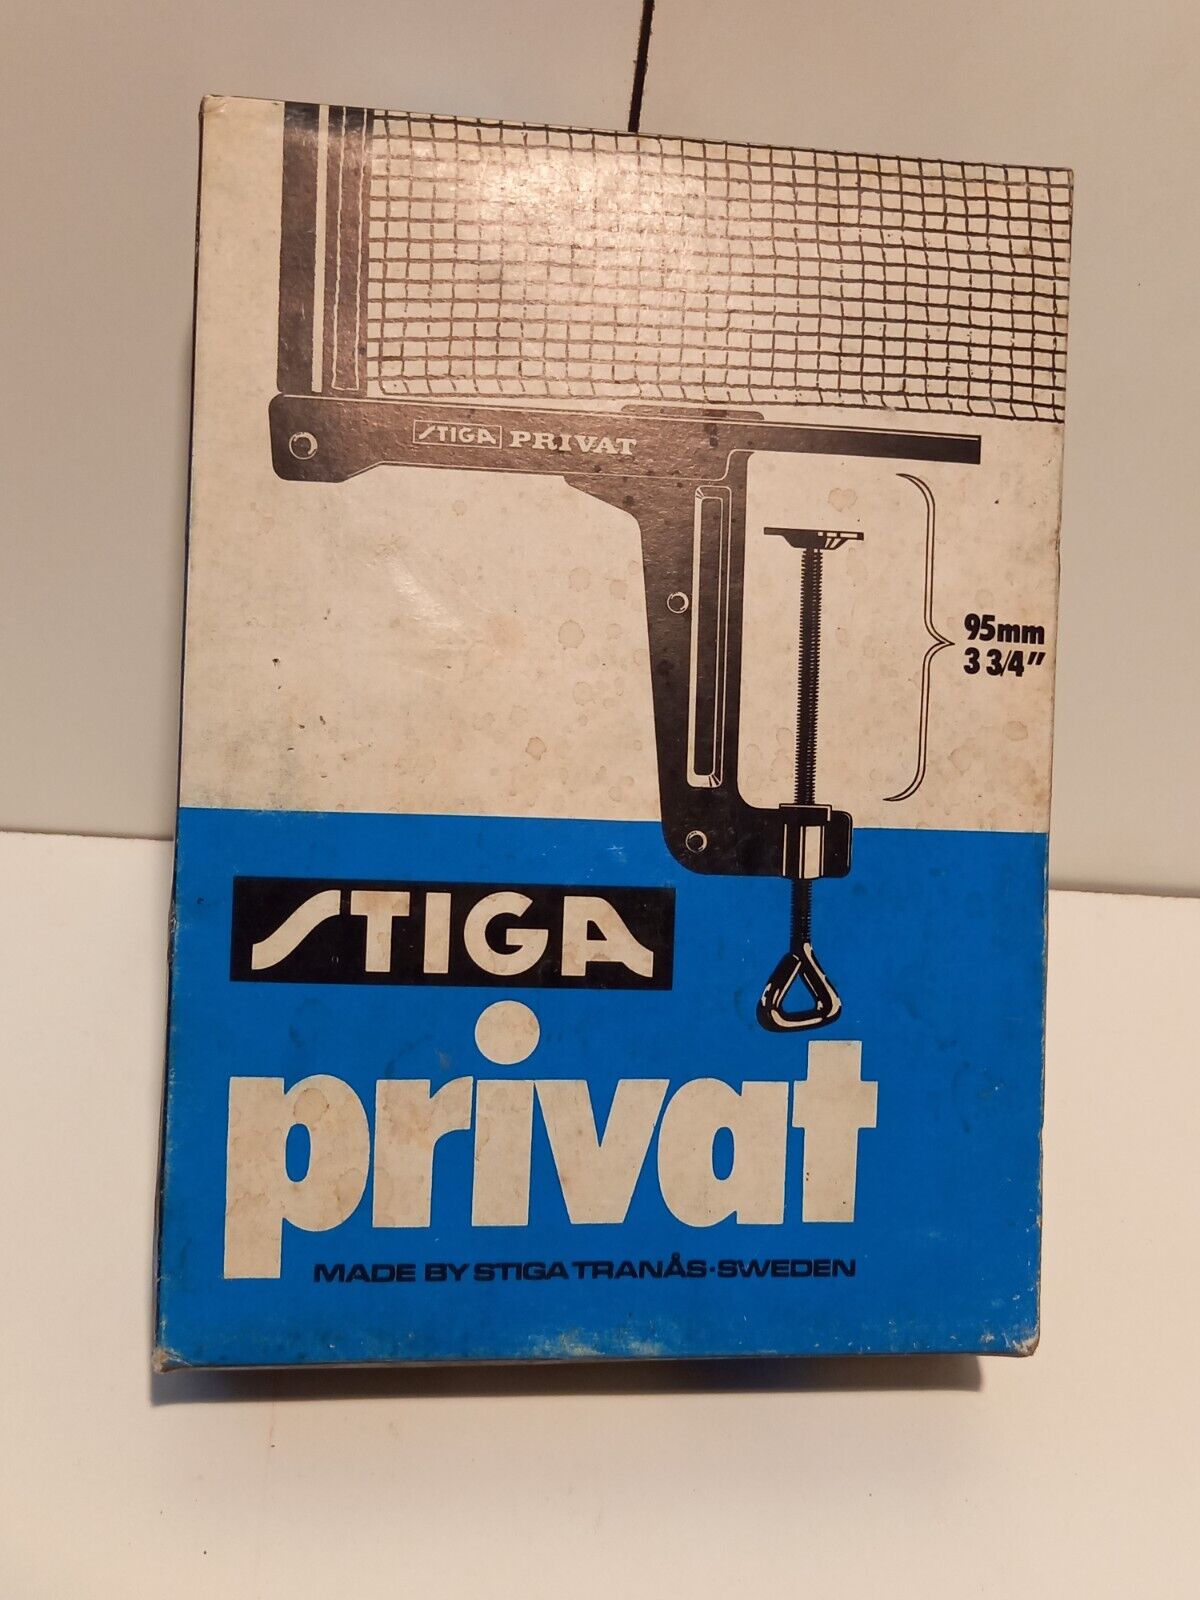 STIGA PRIVAT
95mm
3 3/4"
STIGA
privat
MADE BY STIGA TRANÅS·SWEDEN